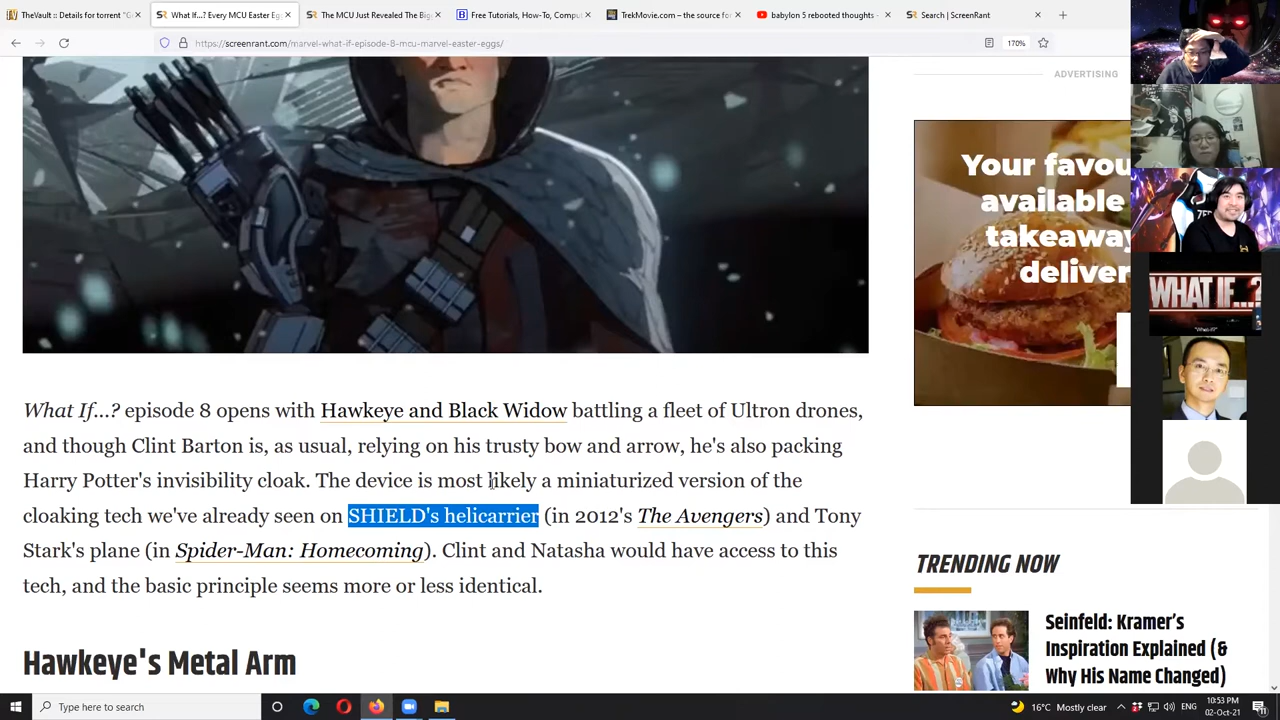 TheVault :: Details for torrent "G
What If...? Every MCU Easter Eg
The MCU Just Revealed The Big
Free Tutorials, How-To, Compu
TrekMovie.com – the source fo
babylon 5 rebooted thoughts -
Search | ScreenRant
https://screenrant.com/marvel-what-if-episode-8-mcu-marvel-easter-eggs/
170%
ADVERTISING
Your favou
available
takeaway
deliver
WHAT IF...?
What If...? episode 8 opens with Hawkeye and Black Widow battling a fleet of Ultron drones,
and though Clint Barton is, as usual, relying on his trusty bow and arrow, he's also packing
Harry Potter's invisibility cloak. The device is most likely a miniaturized version of the
cloaking tech we've already seen on SHIELD's helicarrier (in 2012's The Avengers) and Tony
Stark's plane (in Spider-Man: Homecoming). Clint and Natasha would have access to this
tech, and the basic principle seems more or less identical.
Hawkeye's Metal Arm
TRENDING NOW
Seinfeld: Kramer's
Inspiration Explained (&
Why His Name Changed)
Type here to search
16°C Mostly clear
10:53 PM
02-Oct-21